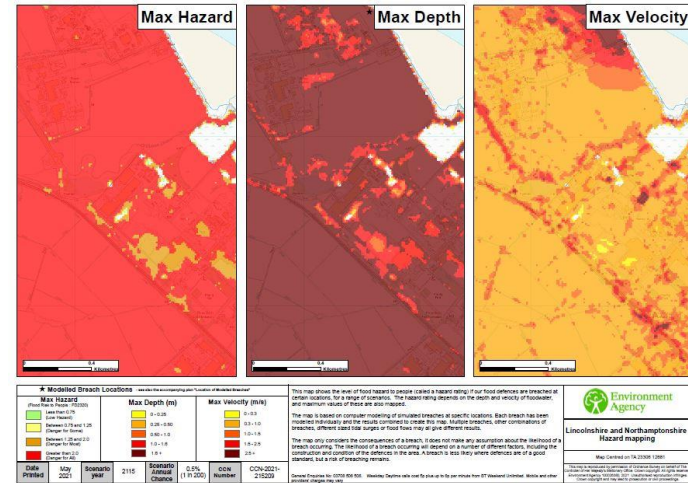 Max Hazard
Max Depth
Max Velocity
0 0.4
Kilometres
0 0.4
Kilometres
0 0.4
Kilometres
★ Modelled Breach Locations - see also the accompanying plan "Location of Modelled Breaches"
Max Hazard
Less than 0.75
(Low Hazard)
Between 0.75 and 1.25
(Danger for Some)
Between 1.25 and 2.0
(Danger for Most)
Greater than 2.0
(Danger for All)
Max Depth (m)
0 - 0.25
0.25 - 0.50
0.50 - 1.0
1.0 - 1.6
1.6 +
Max Velocity (m/s)
0 - 0.3
0.3 - 1.0
1.0 - 1.5
1.5 - 2.5
2.5 +
This map shows the level of flood hazard to people (called a hazard rating) if our flood defences are breached at
certain locations, for a range of scenarios. The hazard rating depends on the depth and velocity of floodwater,
and maximum values of these are also mapped.
The map is based on computer modelling of simulated breaches at specific locations. Each breach has been
modelled individually and the results combined to create this map. Multiple breaches, other combinations of
breaches, different sized tidal surges or flood flows may all give different results.
The map only considers the consequences of a breach, it does not make any assumption about the likelihood of a
breach occurring. The likelihood of a breach occurring will depend on a number of different factors, including the
construction and condition of the defences in the area. A breach is less likely where defences are of a good
standard, but a risk of breaching remains.
Environment
Agency
Lincolnshire and Northamptonshire
Hazard mapping
Date
Printed
May
2021
Scenario
year
2115
Scenario
Annual
Chance
0.5%
(1 in 200)
CCN
Number
CCN-2021-
215209